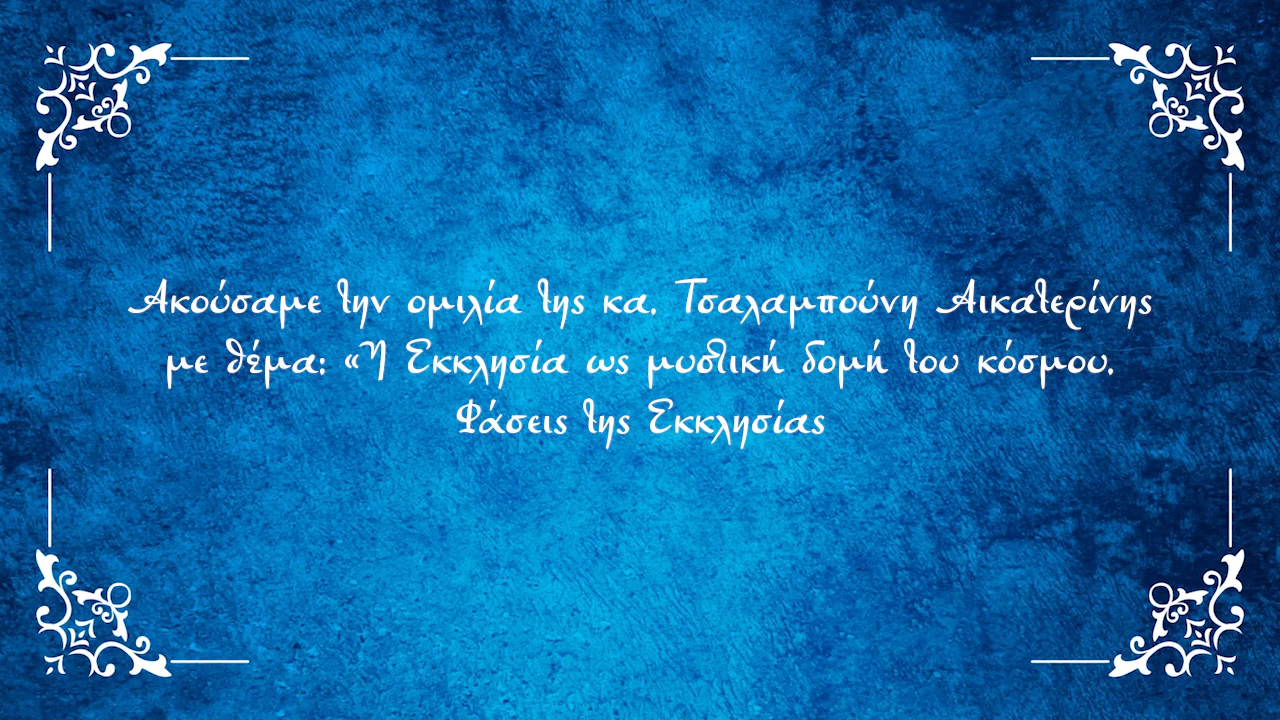 Ακούσαμε την ομιλία της κα. Τσαλαμπούνη Αικατερίνης
με θέμα: «Η Εκκλησία ως μυστική δομή του κόσμου.
Φάσεις της Εκκλησίας